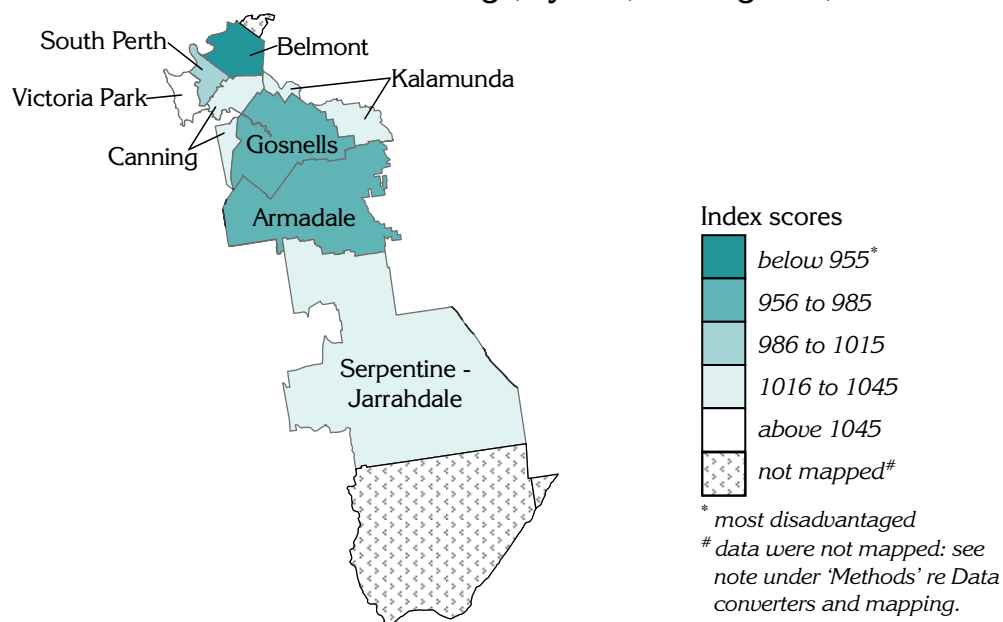 South Perth
Belmont
Kalamunda
Victoria Park
Canning
Gosnells
Armadale
Serpentine -
Jarrahdale
Index scores
below 955*
956 to 985
986 to 1015
1016 to 1045
above 1045
not mapped#
* most disadvantaged
# data were not mapped: see
note under ‘Methods’ re Data
converters and mapping.